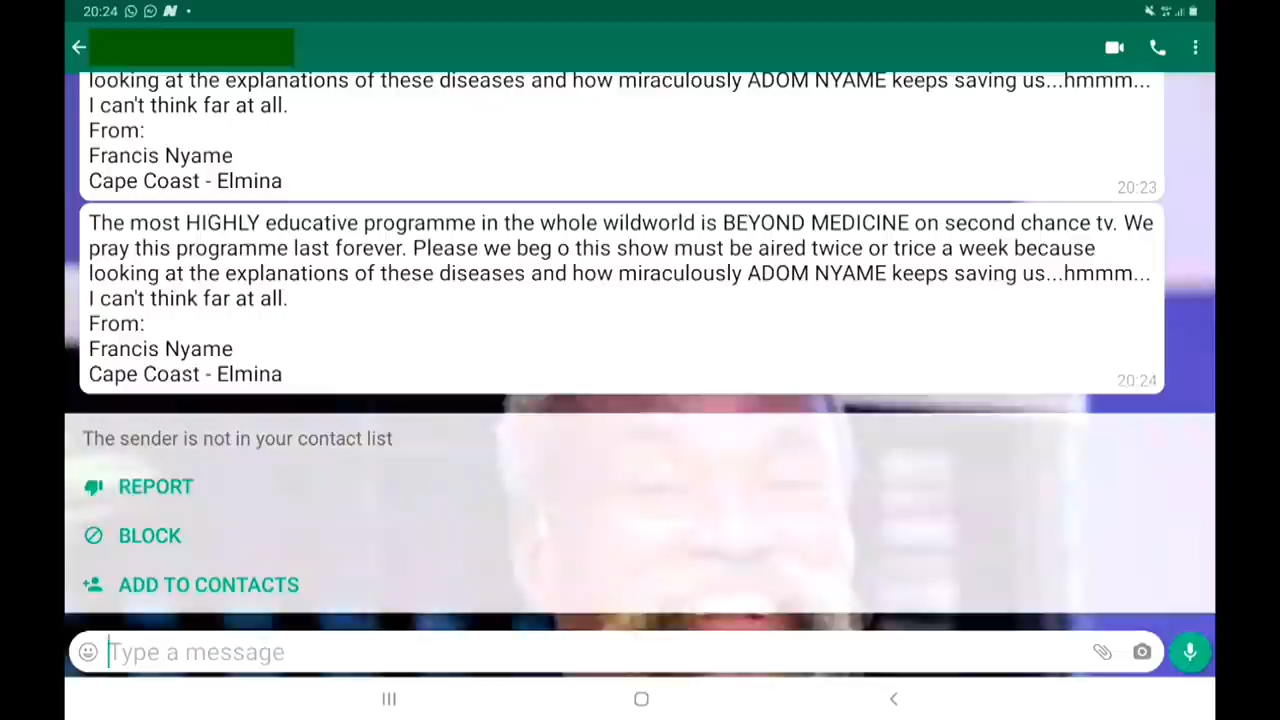 20:24
looking at the explanations of these diseases and how miraculously ADOM NYAME keeps saving us...hmmm...
I can't think far at all.
From:
Francis Nyame
Cape Coast - Elmina
20:23
The most HIGHLY educative programme in the whole wildworld is BEYOND MEDICINE on second chance tv. We
pray this programme last forever. Please we beg o this show must be aired twice or trice a week because
looking at the explanations of these diseases and how miraculously ADOM NYAME keeps saving us...hmmm...
I can't think far at all.
From:
Francis Nyame
Cape Coast - Elmina
20:24
The sender is not in your contact list
REPORT
BLOCK
ADD TO CONTACTS
Type a message